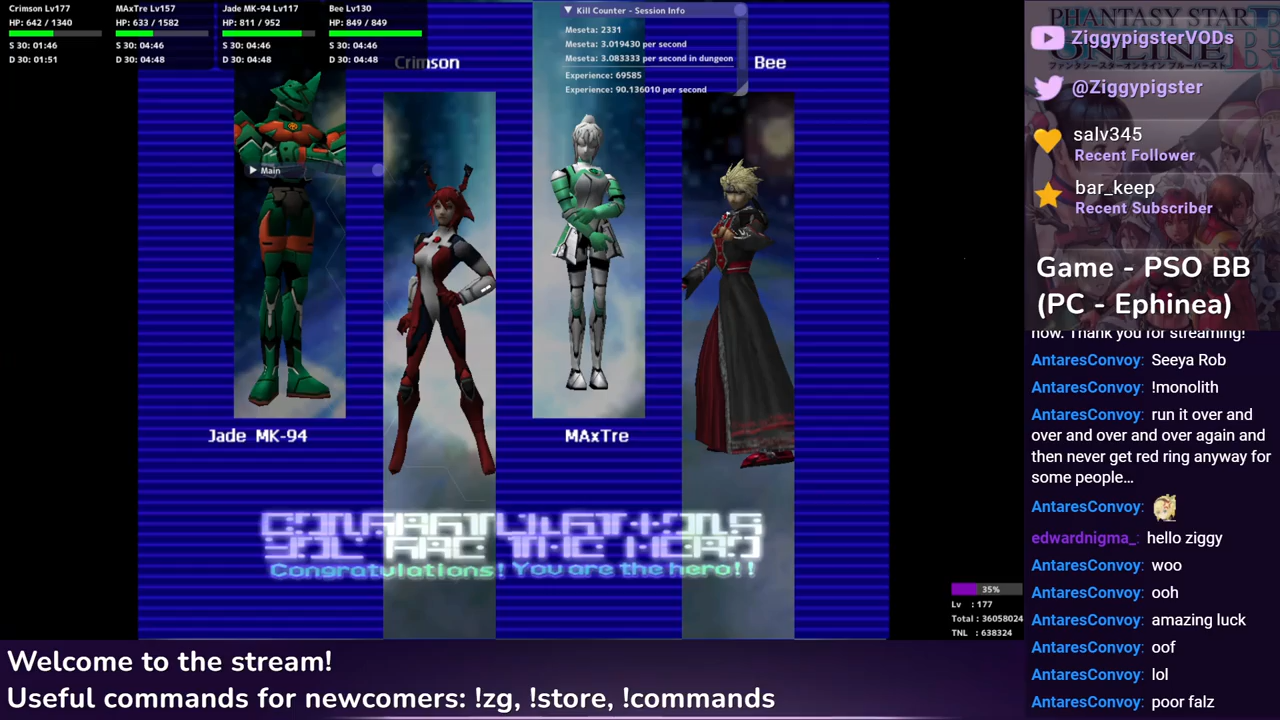 Crimson Lv177
HP: 642 / 1340
S 30: 01:46
D 30: 01:51
MAxTre Lv157
HP: 633 / 1582
S 30: 04:46
D 30: 04:48
Jade MK-94 Lv117
HP: 811 / 952
S 30: 04:46
D 30: 04:48
Bee Lv130
HP: 849 / 849
S 30: 04:46
D 30: 04:48
Kill Counter - Session Info
Meseta: 2331
Meseta: 3.019430 per second
Meseta: 3.083333 per second in dungeon
Experience: 69585
Experience: 90.136010 per second
Crimson
Bee
Main
Jade MK-94
MAxTre
CONGRATULATIONS
YOU ARE THE HERO
Congratulations! You are the hero!!
35%
Lv : 177
Total : 36058024
TNL : 638324
PHANTASY STAR
ONLINE
ZiggypigsterVODs
@Ziggypigster
salv345
Recent Follower
bar_keep
Recent Subscriber
Game - PSO BB
(PC - Ephinea)
now. Thank you for streaming!
AntaresConvoy: Seeya Rob
AntaresConvoy: !monolith
AntaresConvoy: run it over and
over and over and over again and
then never get red ring anyway for
some people…
AntaresConvoy:
edwardnigma_: hello ziggy
AntaresConvoy: woo
AntaresConvoy: ooh
AntaresConvoy: amazing luck
AntaresConvoy: oof
AntaresConvoy: lol
AntaresConvoy: poor falz
Welcome to the stream!
Useful commands for newcomers: !zg, !store, !commands